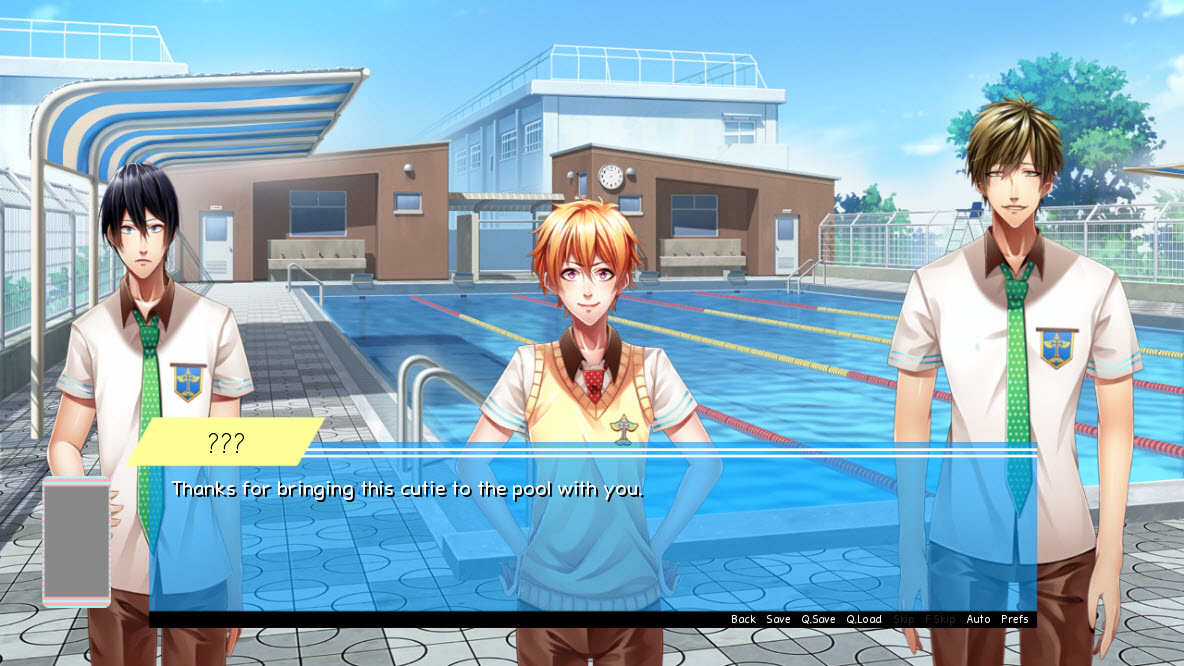 ???
Thanks for bringing this cutie to the pool with you.
Back Save Q.Save Q.Load Skip F.Skip Auto Prefs